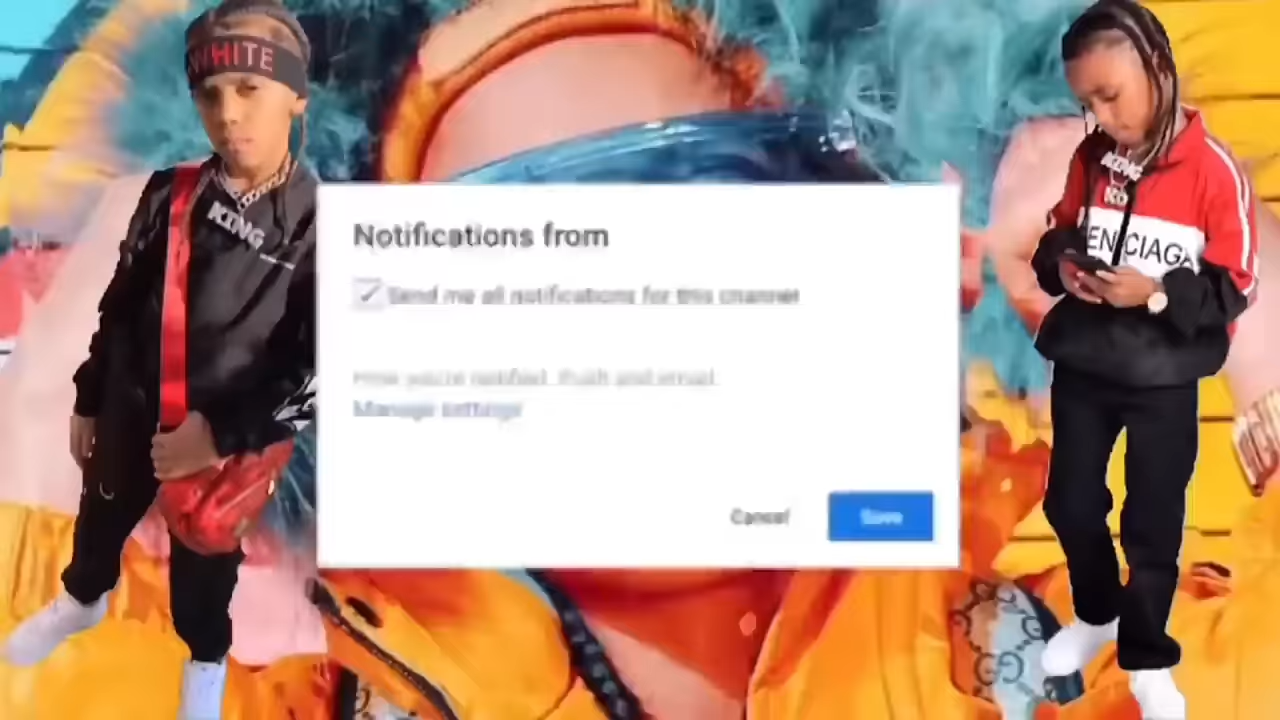 WHITE
KING
KING
KO
ENCIAGA
Notifications from
Send me all notifications for this channel
How you're notified: Push and email.
Manage settings
Cancel
Save